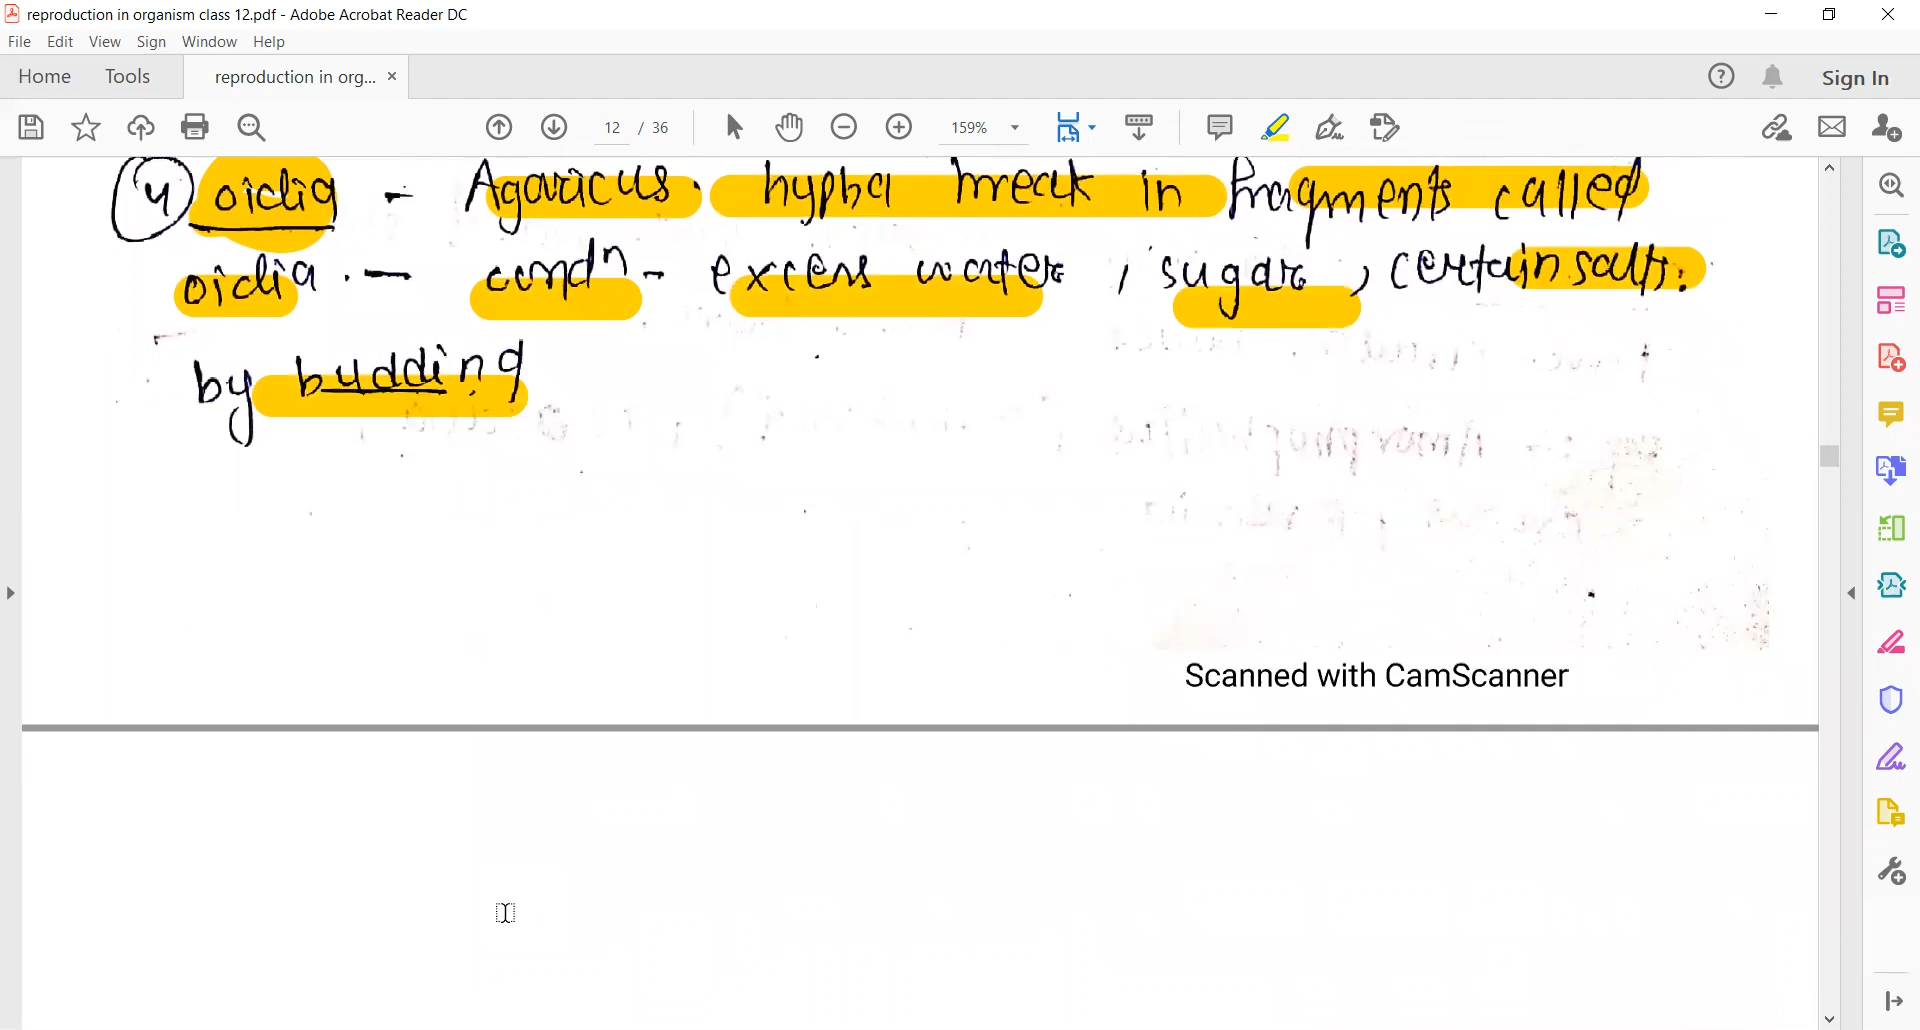 reproduction in organism class 12.pdf - Adobe Acrobat Reader DC
File Edit View Sign Window Help
Home Tools reproduction in org... × Sign In
12 / 36 159%
④ oidia - Agaricus. hypha break in fragments called
oidia. — condn - excess water, sugar, certain salts.
by budding
Scanned with CamScanner